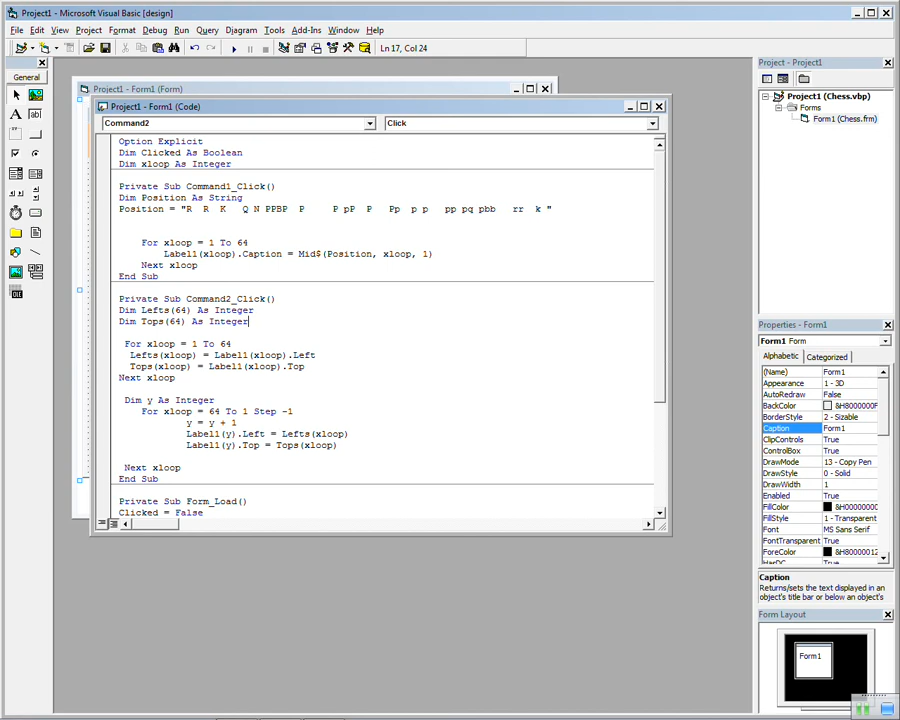 Project1 - Microsoft Visual Basic [design]
File Edit View Project Format Debug Run Query Diagram Tools Add-Ins Window Help
Ln 17, Col 24
General
Project1 - Form1 (Form)
Project1 - Form1 (Code)
Command2 Click
Option Explicit
Dim Clicked As Boolean
Dim xloop As Integer
Private Sub Command1_Click()
Dim Position As String
Position = "R  R  K   Q N PPBP  P     P pP  P   Pp  p p   pp pq pbb   rr  k "
For xloop = 1 To 64
Label1(xloop).Caption = Mid$(Position, xloop, 1)
Next xloop
End Sub
Private Sub Command2_Click()
Dim Lefts(64) As Integer
Dim Tops(64) As Integer
For xloop = 1 To 64
Lefts(xloop) = Label1(xloop).Left
Tops(xloop) = Label1(xloop).Top
Next xloop
Dim y As Integer
For xloop = 64 To 1 Step -1
y = y + 1
Label1(y).Left = Lefts(xloop)
Label1(y).Top = Tops(xloop)
Next xloop
End Sub
Private Sub Form_Load()
Clicked = False
Project - Project1
Project1 (Chess.vbp)
Forms
Form1 (Chess.frm)
Properties - Form1
Form1 Form
Alphabetic Categorized
(Name) Form1
Appearance 1 - 3D
AutoRedraw False
BackColor &H8000000F
BorderStyle 2 - Sizable
Caption Form1
ClipControls True
ControlBox True
DrawMode 13 - Copy Pen
DrawStyle 0 - Solid
DrawWidth 1
Enabled True
FillColor &H00000000
FillStyle 1 - Transparent
Font MS Sans Serif
FontTransparent True
ForeColor &H80000012
HasDC True
Caption
Returns/sets the text displayed in an
object's title bar or below an object's
Form Layout
Form1